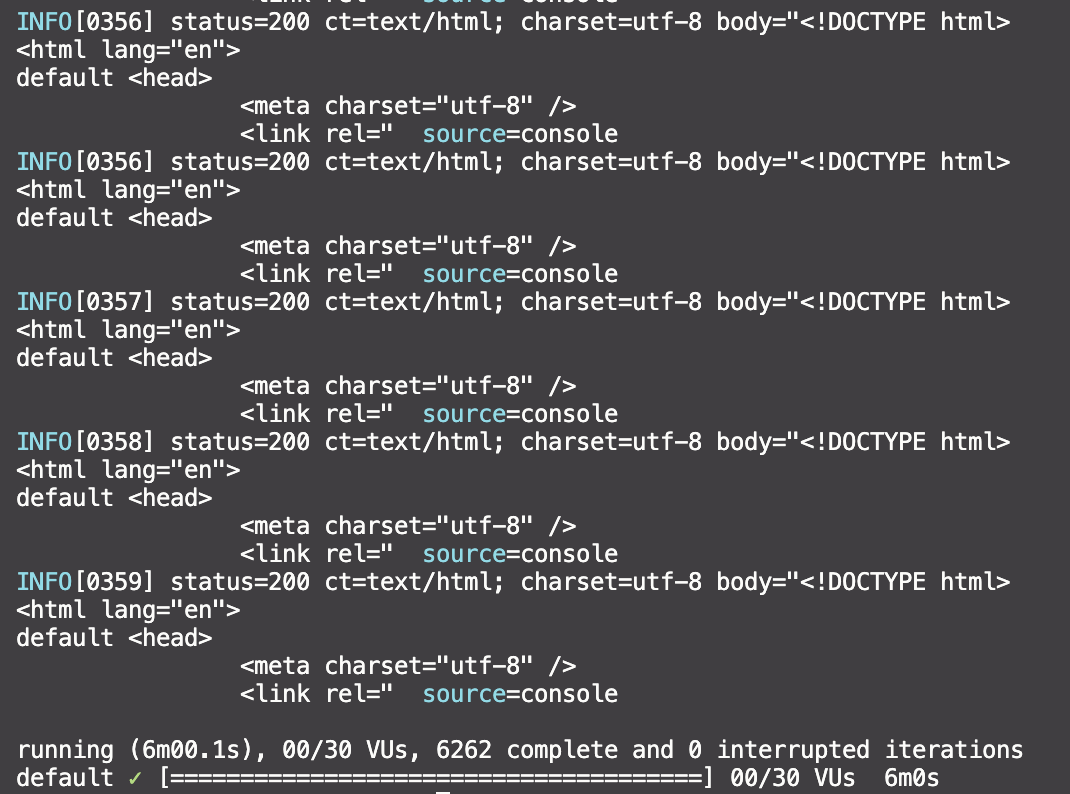 <link rel=" source=console
INFO[0356] status=200 ct=text/html; charset=utf-8 body="<!DOCTYPE html>
<html lang="en">
default <head>
<meta charset="utf-8" />
<link rel="  source=console
INFO[0356] status=200 ct=text/html; charset=utf-8 body="<!DOCTYPE html>
<html lang="en">
default <head>
<meta charset="utf-8" />
<link rel="  source=console
INFO[0357] status=200 ct=text/html; charset=utf-8 body="<!DOCTYPE html>
<html lang="en">
default <head>
<meta charset="utf-8" />
<link rel="  source=console
INFO[0358] status=200 ct=text/html; charset=utf-8 body="<!DOCTYPE html>
<html lang="en">
default <head>
<meta charset="utf-8" />
<link rel="  source=console
INFO[0359] status=200 ct=text/html; charset=utf-8 body="<!DOCTYPE html>
<html lang="en">
default <head>
<meta charset="utf-8" />
<link rel="  source=console
running (6m00.1s), 00/30 VUs, 6262 complete and 0 interrupted iterations
default ✓ [======================================] 00/30 VUs  6m0s